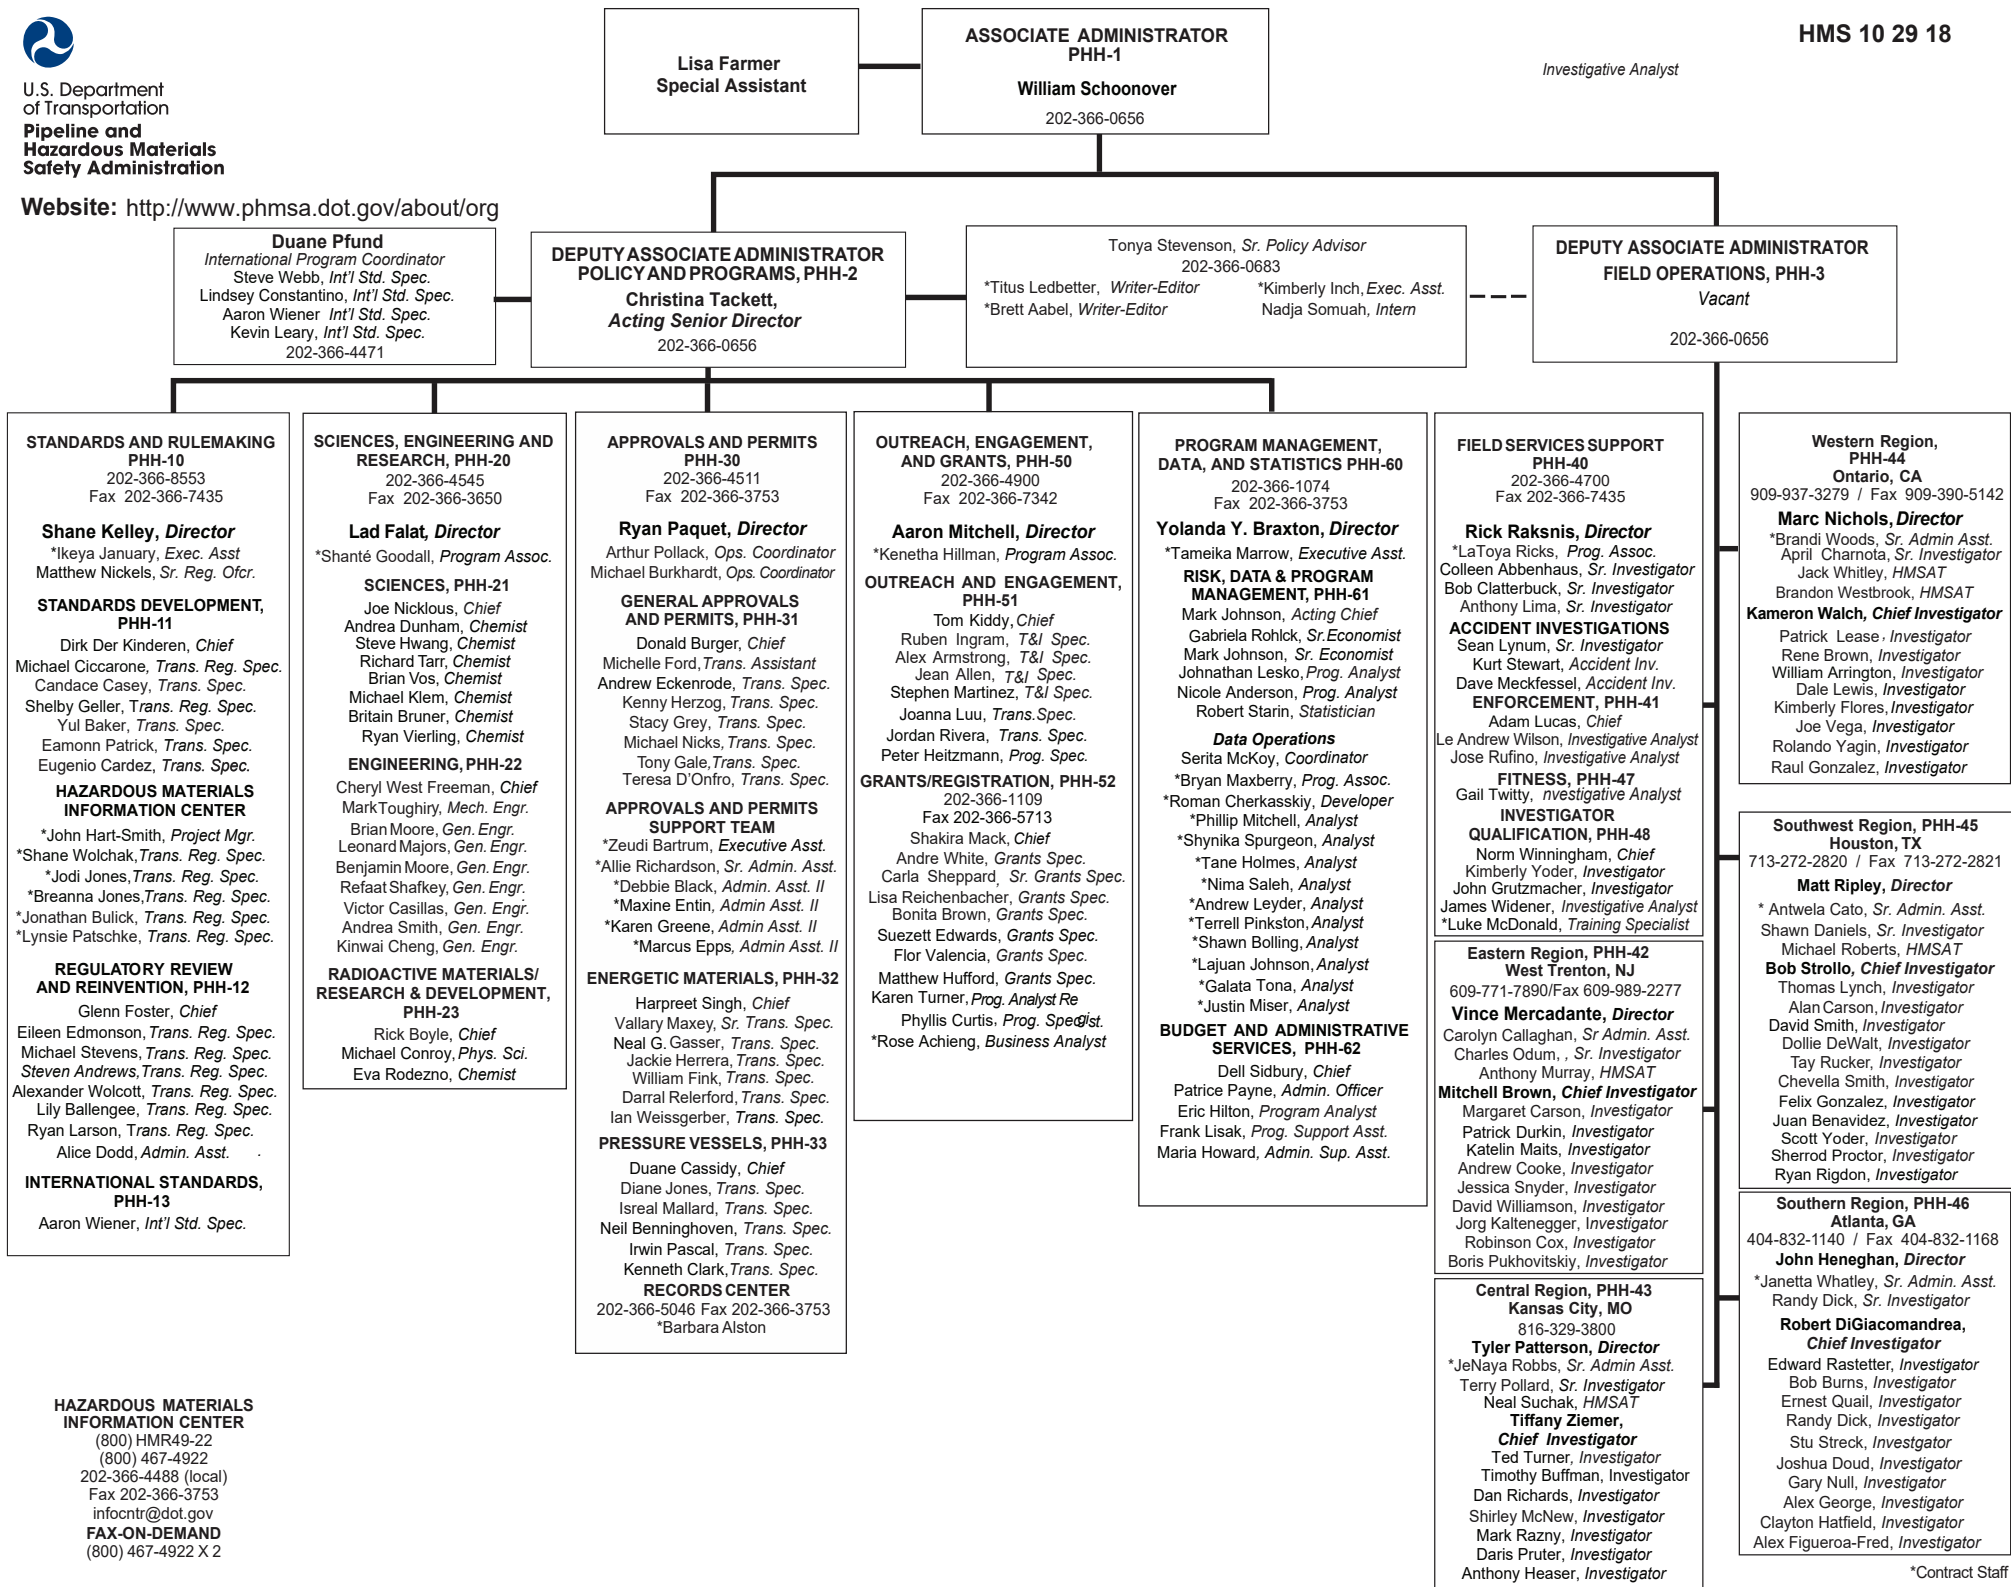 U.S. Department
of Transportation
Pipeline and
Hazardous Materials
Safety Administration
Website: http://www.phmsa.dot.gov/about/org
Lisa Farmer
Special Assistant
ASSOCIATE ADMINISTRATOR
PHH-1
William Schoonover
202-366-0656
HMS 10 29 18
Investigative Analyst
Duane Pfund
International Program Coordinator
Steve Webb, Int'l Std. Spec.
Lindsey Constantino, Int'l Std. Spec.
Aaron Wiener Int'l Std. Spec.
Kevin Leary, Int'l Std. Spec.
202-366-4471
DEPUTY ASSOCIATE ADMINISTRATOR
POLICY AND PROGRAMS, PHH-2
Christina Tackett,
Acting Senior Director
202-366-0656
Tonya Stevenson, Sr. Policy Advisor
202-366-0683
*Titus Ledbetter, Writer-Editor *Kimberly Inch, Exec. Asst.
*Brett Aabel, Writer-Editor Nadja Somuah, Intern
DEPUTY ASSOCIATE ADMINISTRATOR
FIELD OPERATIONS, PHH-3
Vacant
202-366-0656
STANDARDS AND RULEMAKING
PHH-10
202-366-8553
Fax 202-366-7435
Shane Kelley, Director
*Ikeya January, Exec. Asst
Matthew Nickels, Sr. Reg. Ofcr.
STANDARDS DEVELOPMENT,
PHH-11
Dirk Der Kinderen, Chief
Michael Ciccarone, Trans. Reg. Spec.
Candace Casey, Trans. Spec.
Shelby Geller, Trans. Reg. Spec.
Yul Baker, Trans. Spec.
Eamonn Patrick, Trans. Spec.
Eugenio Cardez, Trans. Spec.
HAZARDOUS MATERIALS
INFORMATION CENTER
*John Hart-Smith, Project Mgr.
*Shane Wolchak, Trans. Reg. Spec.
*Jodi Jones, Trans. Reg. Spec.
*Breanna Jones, Trans. Reg. Spec.
*Jonathan Bulick, Trans. Reg. Spec.
*Lynsie Patschke, Trans. Reg. Spec.
REGULATORY REVIEW
AND REINVENTION, PHH-12
Glenn Foster, Chief
Eileen Edmonson, Trans. Reg. Spec.
Michael Stevens, Trans. Reg. Spec.
Steven Andrews, Trans. Reg. Spec.
Alexander Wolcott, Trans. Reg. Spec.
Lily Ballengee, Trans. Reg. Spec.
Ryan Larson, Trans. Reg. Spec.
Alice Dodd, Admin. Asst. .
INTERNATIONAL STANDARDS,
PHH-13
Aaron Wiener, Int'l Std. Spec.
SCIENCES, ENGINEERING AND
RESEARCH, PHH-20
202-366-4545
Fax 202-366-3650
Lad Falat, Director
*Shanté Goodall, Program Assoc.
SCIENCES, PHH-21
Joe Nicklous, Chief
Andrea Dunham, Chemist
Steve Hwang, Chemist
Richard Tarr, Chemist
Brian Vos, Chemist
Michael Klem, Chemist
Britain Bruner, Chemist
Ryan Vierling, Chemist
ENGINEERING, PHH-22
Cheryl West Freeman, Chief
Mark Toughiry, Mech. Engr.
Brian Moore, Gen. Engr.
Leonard Majors, Gen. Engr.
Benjamin Moore, Gen. Engr.
Refaat Shafkey, Gen. Engr.
Victor Casillas, Gen. Engr.
Andrea Smith, Gen. Engr.
Kinwai Cheng, Gen. Engr.
RADIOACTIVE MATERIALS/
RESEARCH & DEVELOPMENT,
PHH-23
Rick Boyle, Chief
Michael Conroy, Phys. Sci.
Eva Rodezno, Chemist
APPROVALS AND PERMITS
PHH-30
202-366-4511
Fax 202-366-3753
Ryan Paquet, Director
Arthur Pollack, Ops. Coordinator
Michael Burkhardt, Ops. Coordinator
GENERAL APPROVALS
AND PERMITS, PHH-31
Donald Burger, Chief
Michelle Ford, Trans. Assistant
Andrew Eckenrode, Trans. Spec.
Kenny Herzog, Trans. Spec.
Stacy Grey, Trans. Spec.
Michael Nicks, Trans. Spec.
Tony Gale, Trans. Spec.
Teresa D'Onfro, Trans. Spec.
APPROVALS AND PERMITS
SUPPORT TEAM
*Zeudi Bartrum, Executive Asst.
*Allie Richardson, Sr. Admin. Asst.
*Debbie Black, Admin. Asst. II
*Maxine Entin, Admin Asst. II
*Karen Greene, Admin Asst. II
*Marcus Epps, Admin Asst. II
ENERGETIC MATERIALS, PHH-32
Harpreet Singh, Chief
Vallary Maxey, Sr. Trans. Spec.
Neal G. Gasser, Trans. Spec.
Jackie Herrera, Trans. Spec.
William Fink, Trans. Spec.
Darral Relerford, Trans. Spec.
Ian Weissgerber, Trans. Spec.
PRESSURE VESSELS, PHH-33
Duane Cassidy, Chief
Diane Jones, Trans. Spec.
Isreal Mallard, Trans. Spec.
Neil Benninghoven, Trans. Spec.
Irwin Pascal, Trans. Spec.
Kenneth Clark, Trans. Spec.
RECORDS CENTER
202-366-5046 Fax 202-366-3753
*Barbara Alston
OUTREACH, ENGAGEMENT,
AND GRANTS, PHH-50
202-366-4900
Fax 202-366-7342
Aaron Mitchell, Director
*Kenetha Hillman, Program Assoc.
OUTREACH AND ENGAGEMENT,
PHH-51
Tom Kiddy, Chief
Ruben Ingram, T&I Spec.
Alex Armstrong, T&I Spec.
Jean Allen, T&I Spec.
Stephen Martinez, T&I Spec.
Joanna Luu, Trans. Spec.
Jordan Rivera, Trans. Spec.
Peter Heitzmann, Prog. Spec.
GRANTS/REGISTRATION, PHH-52
202-366-1109
Fax 202-366-5713
Shakira Mack, Chief
Andre White, Grants Spec.
Carla Sheppard, Sr. Grants Spec.
Lisa Reichenbacher, Grants Spec.
Bonita Brown, Grants Spec.
Suezett Edwards, Grants Spec.
Flor Valencia, Grants Spec.
Matthew Hufford, Grants Spec.
Karen Turner, Prog. Analyst Re
gist.
Phyllis Curtis, Prog. Spec.
*Rose Achieng, Business Analyst
PROGRAM MANAGEMENT,
DATA, AND STATISTICS PHH-60
202-366-1074
Fax 202-366-3753
Yolanda Y. Braxton, Director
*Tameika Marrow, Executive Asst.
RISK, DATA & PROGRAM
MANAGEMENT, PHH-61
Mark Johnson, Acting Chief
Gabriela Rohlck, Sr. Economist
Mark Johnson, Sr. Economist
Johnathan Lesko, Prog. Analyst
Nicole Anderson, Prog. Analyst
Robert Starin, Statistician
Data Operations
Serita McKoy, Coordinator
*Bryan Maxberry, Prog. Assoc.
*Roman Cherkasskiy, Developer
*Phillip Mitchell, Analyst
*Shynika Spurgeon, Analyst
*Tane Holmes, Analyst
*Nima Saleh, Analyst
*Andrew Leyder, Analyst
*Terrell Pinkston, Analyst
*Shawn Bolling, Analyst
*Lajuan Johnson, Analyst
*Galata Tona, Analyst
*Justin Miser, Analyst
BUDGET AND ADMINISTRATIVE
SERVICES, PHH-62
Dell Sidbury, Chief
Patrice Payne, Admin. Officer
Eric Hilton, Program Analyst
Frank Lisak, Prog. Support Asst.
Maria Howard, Admin. Sup. Asst.
FIELD SERVICES SUPPORT
PHH-40
202-366-4700
Fax 202-366-7435
Rick Raksnis, Director
*LaToya Ricks, Prog. Assoc.
Colleen Abbenhaus, Sr. Investigator
Bob Clatterbuck, Sr. Investigator
Anthony Lima, Sr. Investigator
ACCIDENT INVESTIGATIONS
Sean Lynum, Sr. Investigator
Kurt Stewart, Accident Inv.
Dave Meckfessel, Accident Inv.
ENFORCEMENT, PHH-41
Adam Lucas, Chief
Le Andrew Wilson, Investigative Analyst
Jose Rufino, Investigative Analyst
FITNESS, PHH-47
Gail Twitty, nvestigative Analyst
INVESTIGATOR
QUALIFICATION, PHH-48
Norm Winningham, Chief
Kimberly Yoder, Investigator
John Grutzmacher, Investigator
James Widener, Investigative Analyst
*Luke McDonald, Training Specialist
Eastern Region, PHH-42
West Trenton, NJ
609-771-7890/Fax 609-989-2277
Vince Mercadante, Director
Carolyn Callaghan, Sr Admin. Asst.
Charles Odum, , Sr. Investigator
Anthony Murray, HMSAT
Mitchell Brown, Chief Investigator
Margaret Carson, Investigator
Patrick Durkin, Investigator
Katelin Maits, Investigator
Andrew Cooke, Investigator
Jessica Snyder, Investigator
David Williamson, Investigator
Jorg Kaltenegger, Investigator
Robinson Cox, Investigator
Boris Pukhovitskiy, Investigator
Central Region, PHH-43
Kansas City, MO
816-329-3800
Tyler Patterson, Director
*JeNaya Robbs, Sr. Admin Asst.
Terry Pollard, Sr. Investigator
Neal Suchak, HMSAT
Tiffany Ziemer,
Chief Investigator
Ted Turner, Investigator
Timothy Buffman, Investigator
Dan Richards, Investigator
Shirley McNew, Investigator
Mark Razny, Investigator
Daris Pruter, Investigator
Anthony Heaser, Investigator
Western Region,
PHH-44
Ontario, CA
909-937-3279 / Fax 909-390-5142
Marc Nichols, Director
*Brandi Woods, Sr. Admin Asst.
April Charnota, Sr. Investigator
Jack Whitley, HMSAT
Brandon Westbrook, HMSAT
Kameron Walch, Chief Investigator
Patrick Lease, Investigator
Rene Brown, Investigator
William Arrington, Investigator
Dale Lewis, Investigator
Kimberly Flores, Investigator
Joe Vega, Investigator
Rolando Yagin, Investigator
Raul Gonzalez, Investigator
Southwest Region, PHH-45
Houston, TX
713-272-2820 / Fax 713-272-2821
Matt Ripley, Director
* Antwela Cato, Sr. Admin. Asst.
Shawn Daniels, Sr. Investigator
Michael Roberts, HMSAT
Bob Strollo, Chief Investigator
Thomas Lynch, Investigator
Alan Carson, Investigator
David Smith, Investigator
Dollie DeWalt, Investigator
Tay Rucker, Investigator
Chevella Smith, Investigator
Felix Gonzalez, Investigator
Juan Benavidez, Investigator
Scott Yoder, Investigator
Sherrod Proctor, Investigator
Ryan Rigdon, Investigator
Southern Region, PHH-46
Atlanta, GA
404-832-1140 / Fax 404-832-1168
John Heneghan, Director
*Janetta Whatley, Sr. Admin. Asst.
Randy Dick, Sr. Investigator
Robert DiGiacomandrea,
Chief Investigator
Edward Rastetter, Investigator
Bob Burns, Investigator
Ernest Quail, Investigator
Randy Dick, Investigator
Stu Streck, Investgator
Joshua Doud, Investigator
Gary Null, Investigator
Alex George, Investigator
Clayton Hatfield, Investigator
Alex Figueroa-Fred, Investigator
*Contract Staff
HAZARDOUS MATERIALS
INFORMATION CENTER
(800) HMR49-22
(800) 467-4922
202-366-4488 (local)
Fax 202-366-3753
infocntr@dot.gov
FAX-ON-DEMAND
(800) 467-4922 X 2